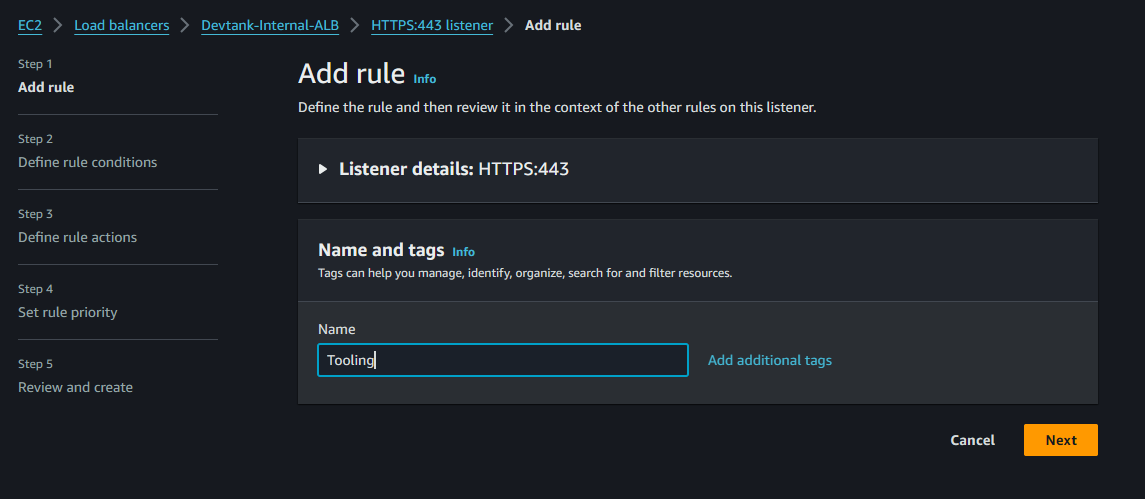 EC2 > Load balancers > Devtank-Internal-ALB > HTTPS:443 listener > Add rule
Step 1
Add rule
Step 2
Define rule conditions
Step 3
Define rule actions
Step 4
Set rule priority
Step 5
Review and create
Add rule Info
Define the rule and then review it in the context of the other rules on this listener.
Listener details: HTTPS:443
Name and tags Info
Tags can help you manage, identify, organize, search for and filter resources.
Name
Tooling
Add additional tags
Cancel
Next